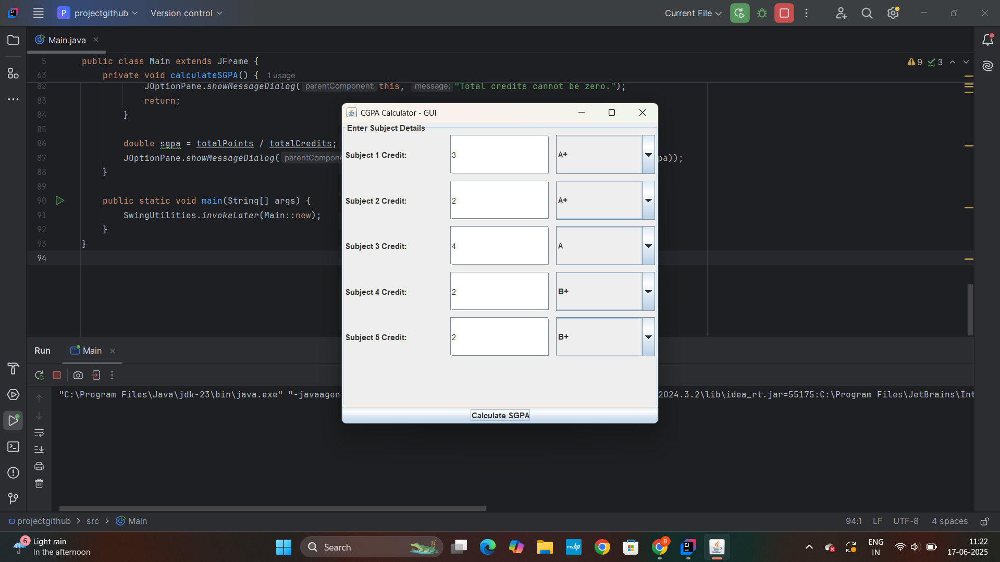 P projectgithub Version control Current File
Main.java
5 public class Main extends JFrame { 9 3
63 private void calculateSGPA() { 1 usage
82 JOptionPane.showMessageDialog( parentComponent: this, message: "Total credits cannot be zero.");
83 return;
84 }
85
86 double sgpa = totalPoints / totalCredits;
87 JOptionPane.showMessageDialog( parentCompone pa));
88 }
89
90 public static void main(String[] args) {
91 SwingUtilities.invokeLater(Main::new);
92 }
93 }
94
CGPA Calculator - GUI
Enter Subject Details
Subject 1 Credit: 3 A+
Subject 2 Credit: 2 A+
Subject 3 Credit: 4 A
Subject 4 Credit: 2 B+
Subject 5 Credit: 2 B+
Calculate SGPA
Run Main
"C:\Program Files\Java\jdk-23\bin\java.exe" "-javaagen 2024.3.2\lib\idea_rt.jar=55175:C:\Program Files\JetBrains\Int
projectgithub > src > Main 94:1 LF UTF-8 4 spaces
6 Light rain
In the afternoon
Search
myhp
B
ENG
IN
11:22
17-06-2025